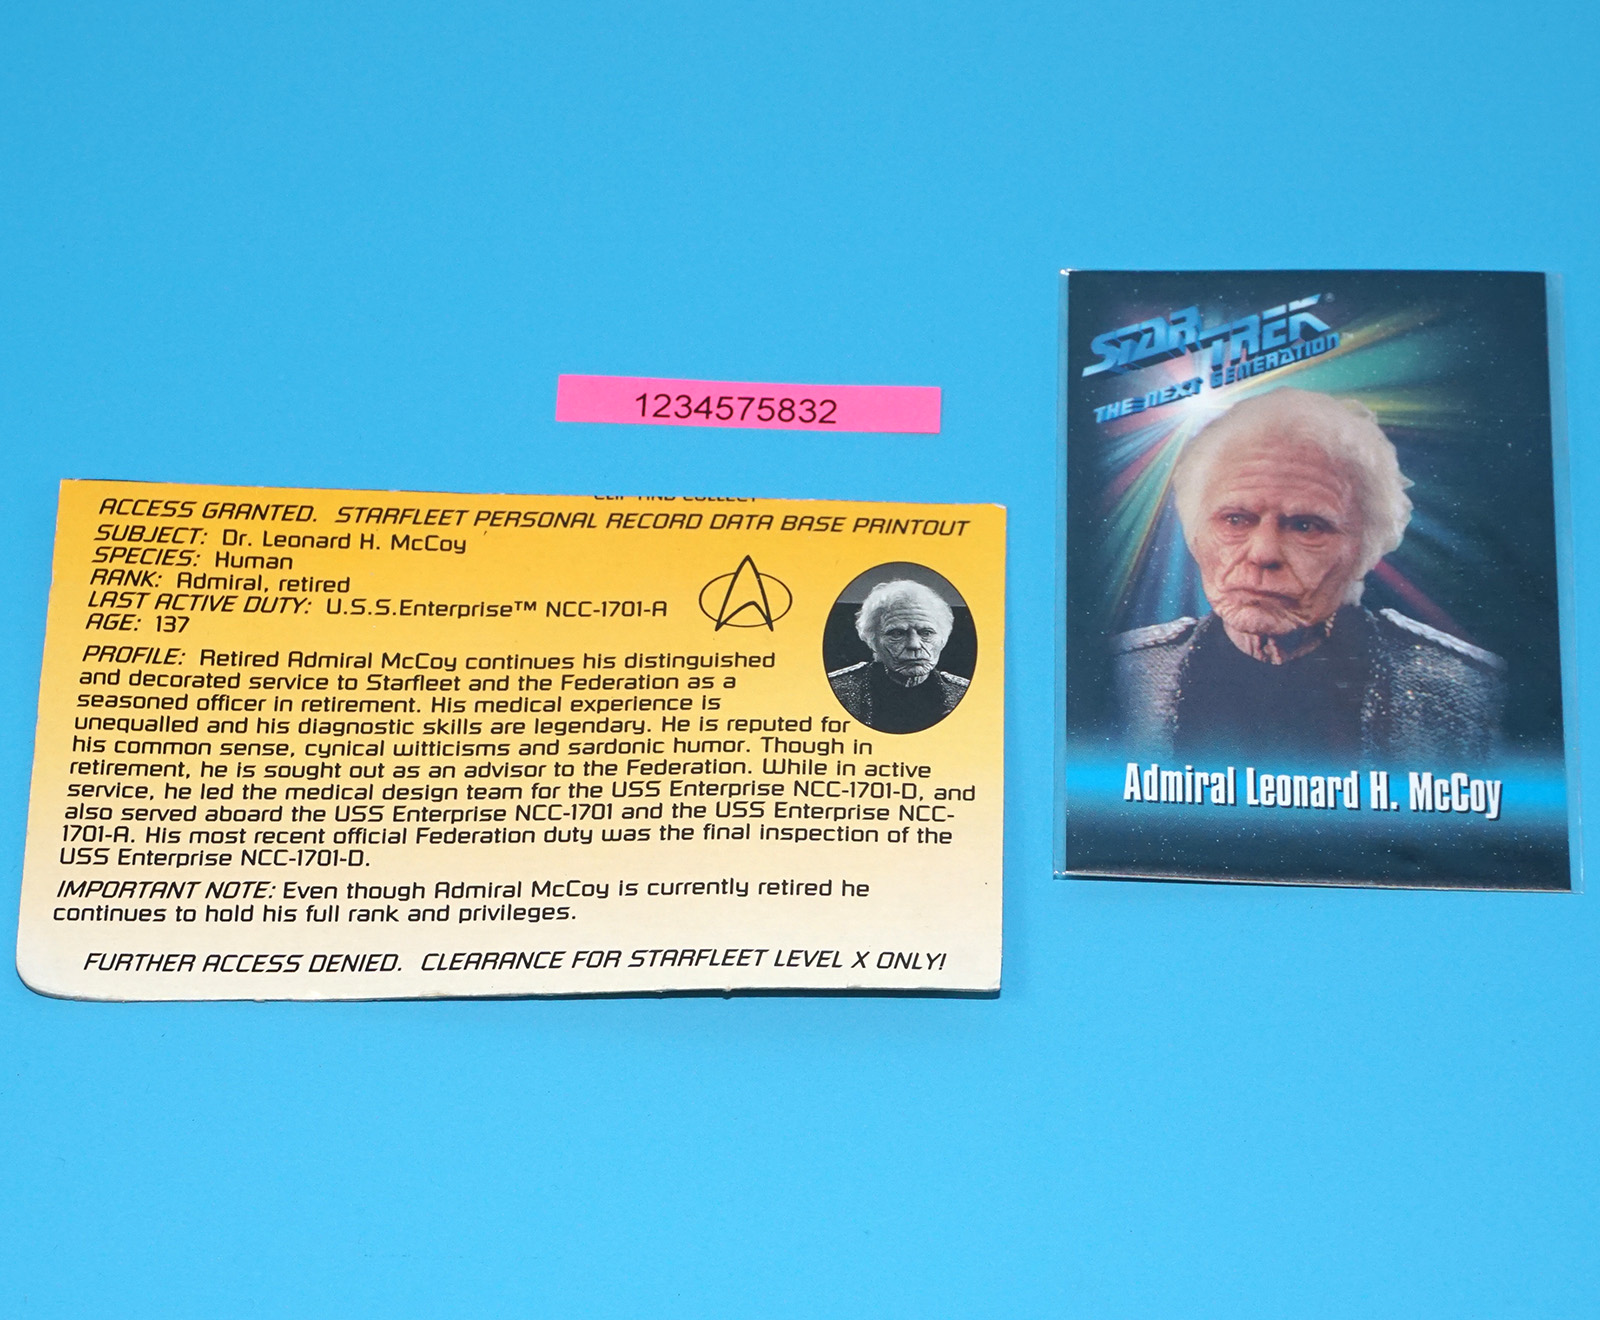 1234575832
CLIP AND COLLECT
ACCESS GRANTED. STARFLEET PERSONAL RECORD DATA BASE PRINTOUT
SUBJECT: Dr. Leonard H. McCoy
SPECIES: Human
RANK: Admiral, retired
LAST ACTIVE DUTY: U.S.S.Enterprise™ NCC-1701-A
AGE: 137
PROFILE: Retired Admiral McCoy continues his distinguished
and decorated service to Starfleet and the Federation as a
seasoned officer in retirement. His medical experience is
unequalled and his diagnostic skills are legendary. He is reputed for
his common sense, cynical witticisms and sardonic humor. Though in
retirement, he is sought out as an advisor to the Federation. While in active
service, he led the medical design team for the USS Enterprise NCC-1701-D, and
also served aboard the USS Enterprise NCC-1701 and the USS Enterprise NCC-
1701-A. His most recent official Federation duty was the final inspection of the
USS Enterprise NCC-1701-D.
IMPORTANT NOTE: Even though Admiral McCoy is currently retired he
continues to hold his full rank and privileges.
FURTHER ACCESS DENIED. CLEARANCE FOR STARFLEET LEVEL X ONLY!
STAR TREK®
THE NEXT GENERATION
Admiral Leonard H. McCoy